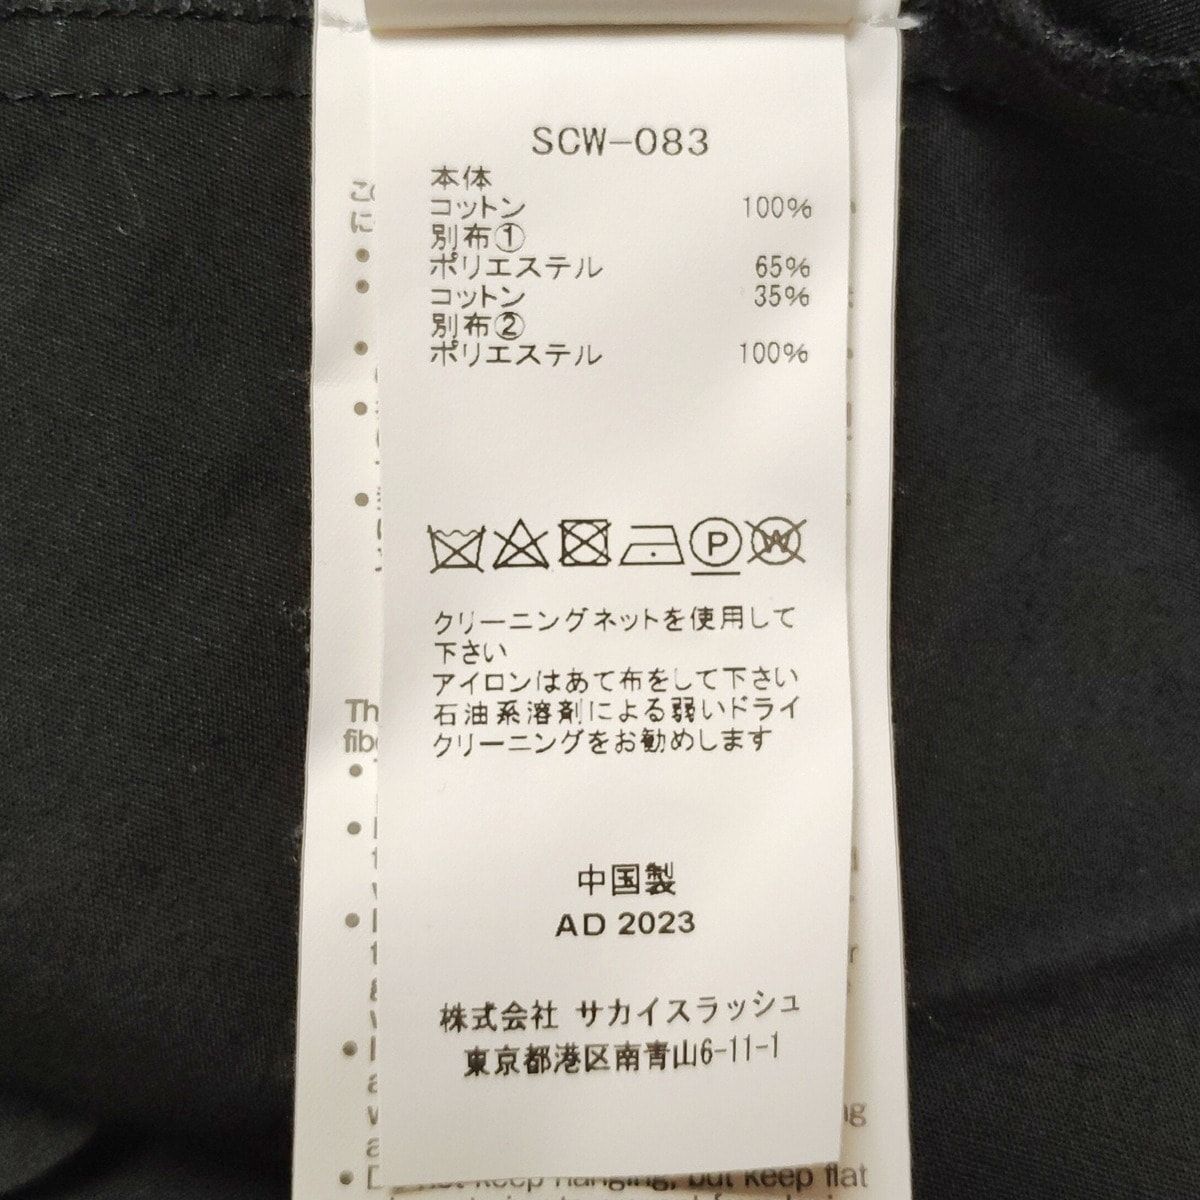 SCW-083
本体
コットン 100%
別布①
ポリエステル 65%
コットン 35%
別布②
ポリエステル 100%
P W
クリーニングネットを使用して
下さい
アイロンはあて布をして下さい
石油系溶剤による弱いドライ
クリーニングをお勧めします
中国製
AD 2023
株式会社 サカイスラッシュ
東京都港区南青山6-11-1
keep hanging, but keep flat